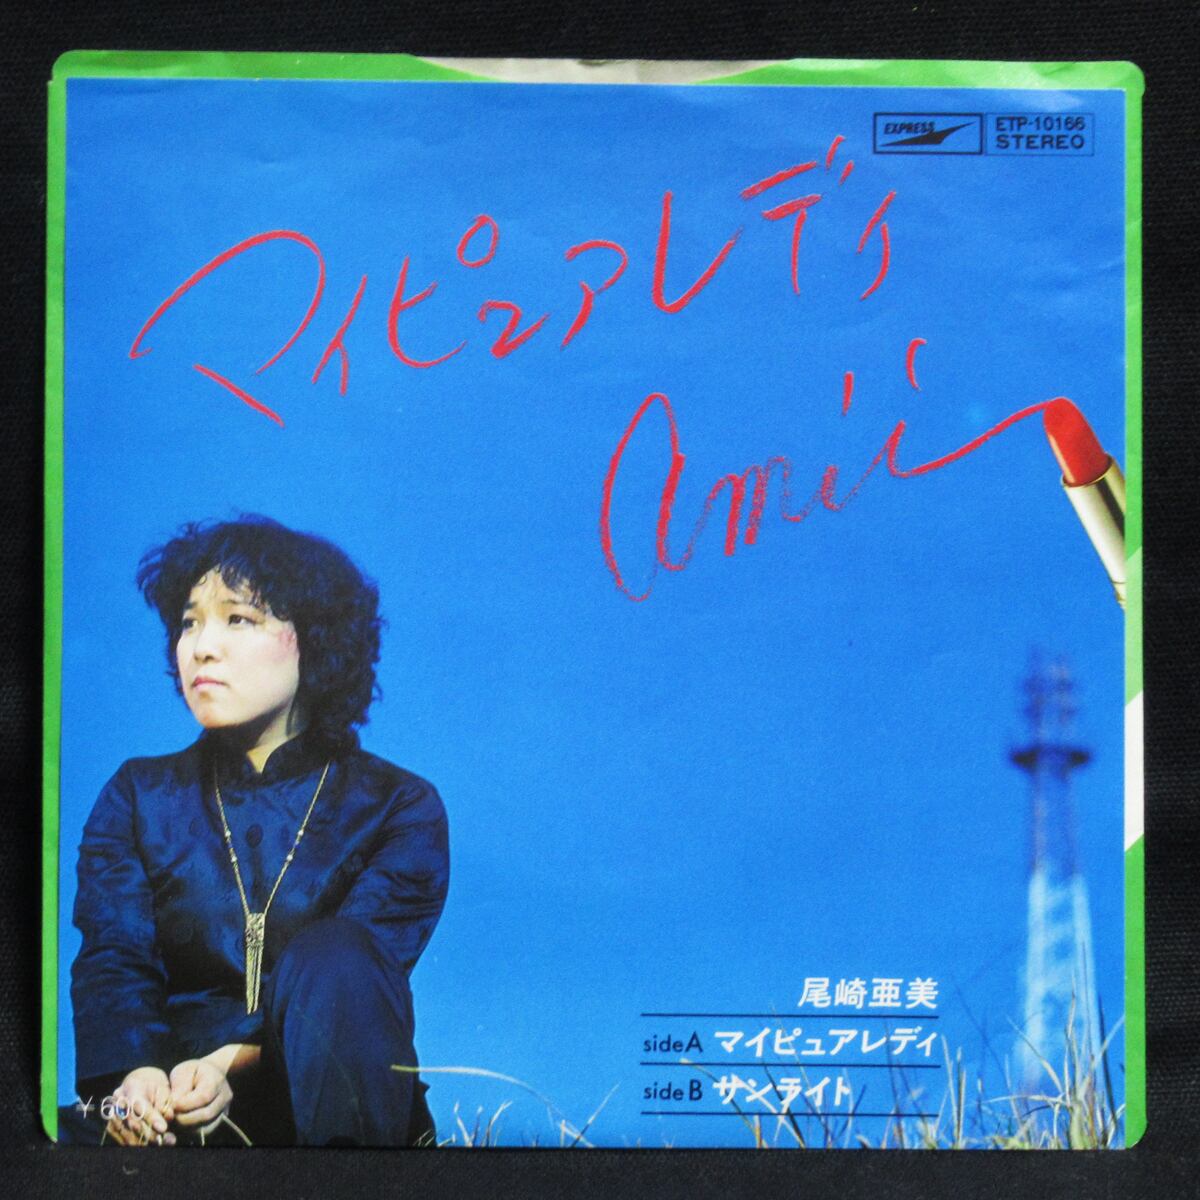 EXPRESS
ETP-10166
STEREO
マイピュアレディ
amii
尾崎亜美
sideA マイピュアレディ
sideB サンライト
￥600